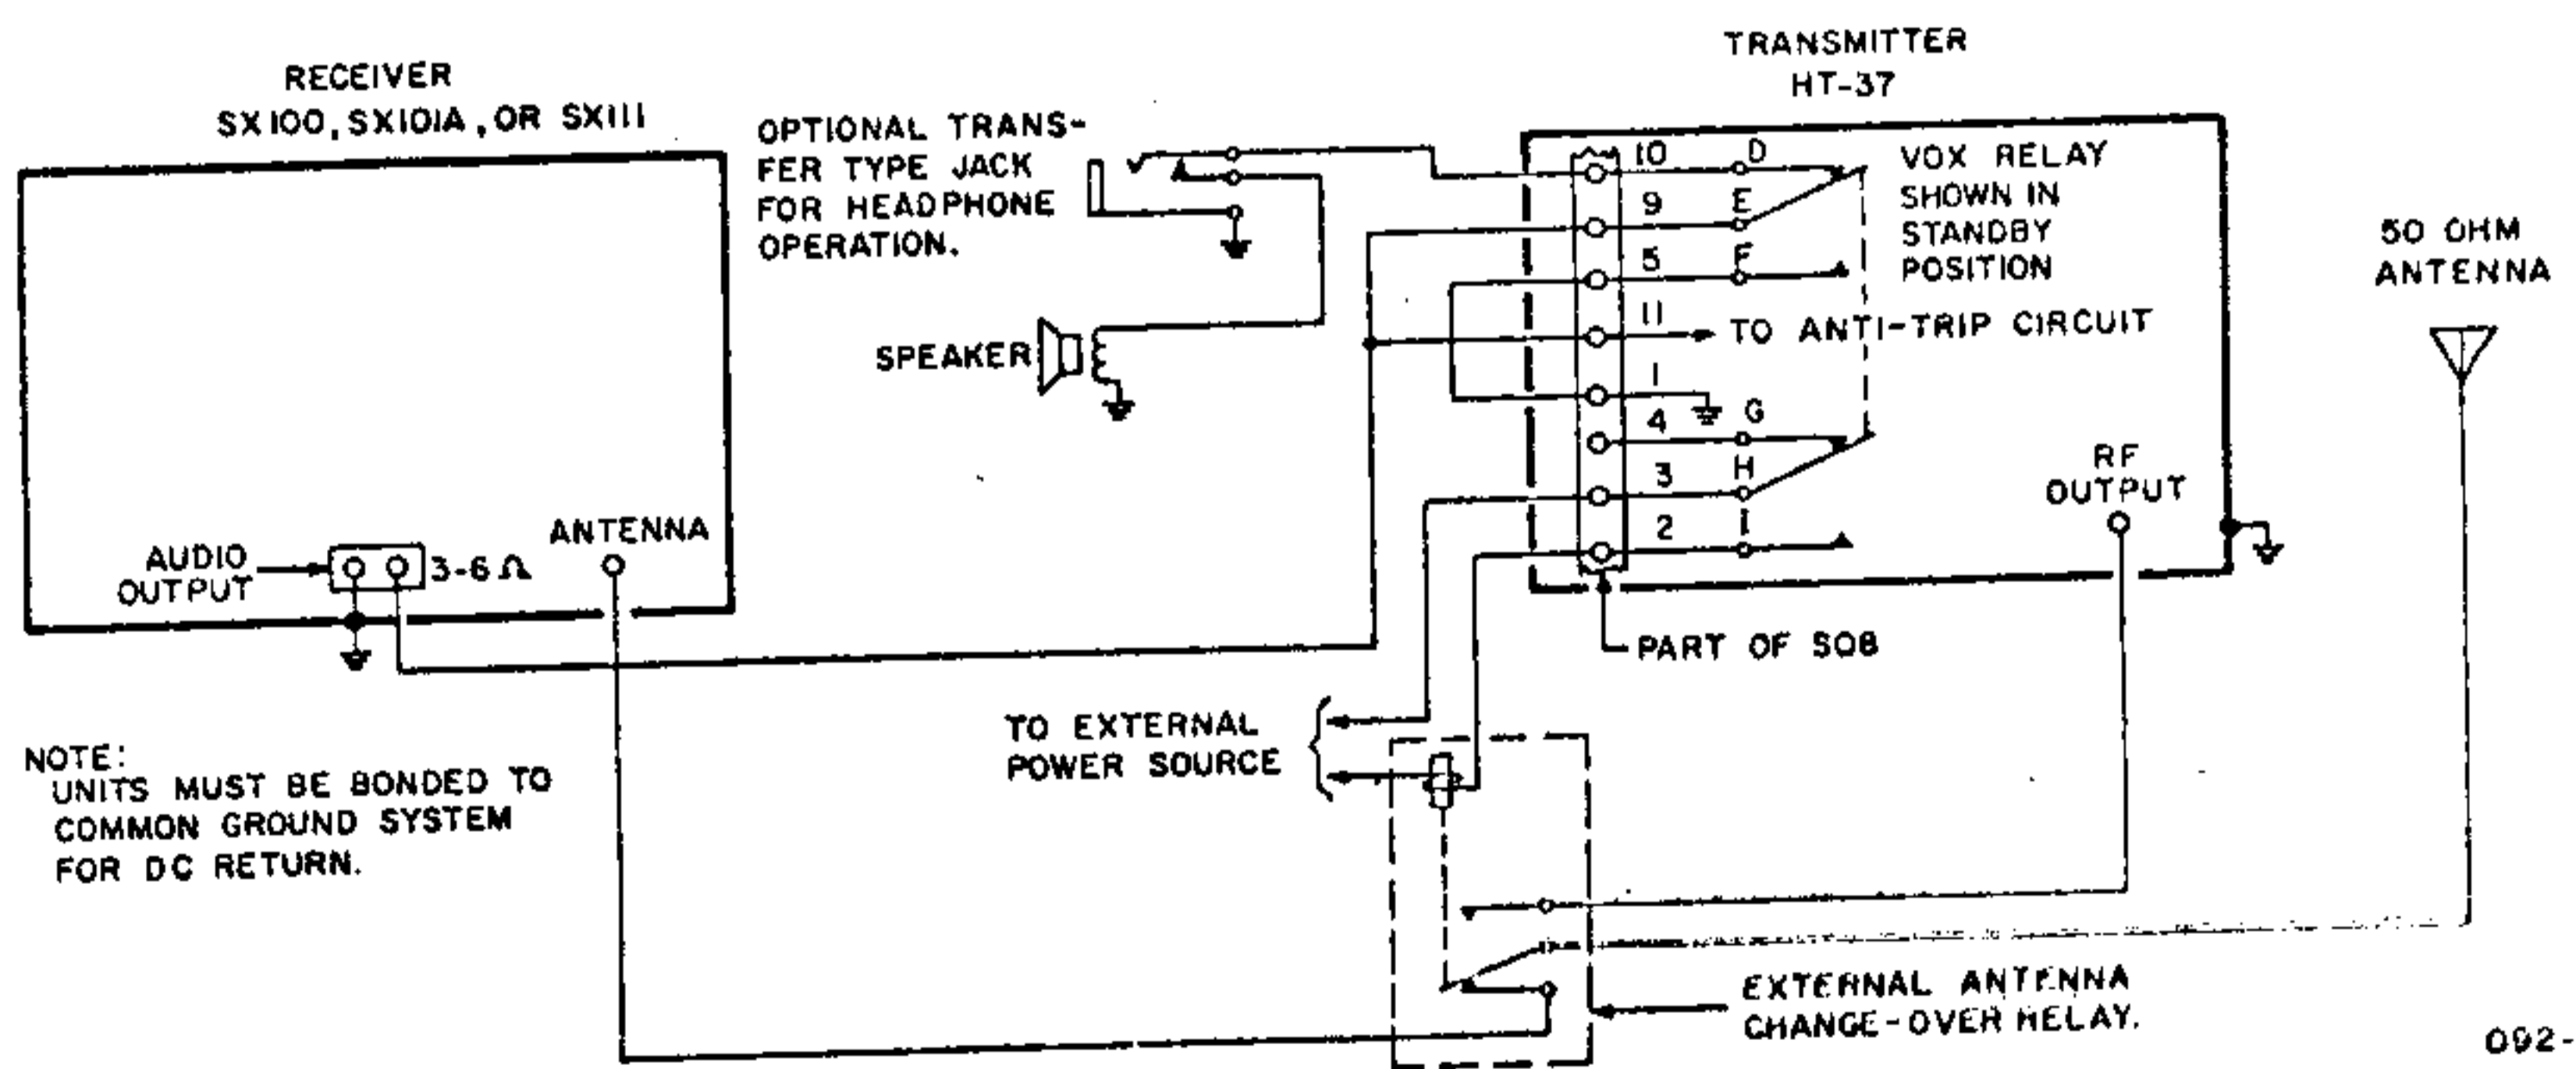 RECEIVER
SX100, SX101A, OR SX111
OPTIONAL TRANS-
FER TYPE JACK
FOR HEADPHONE
OPERATION.
SPEAKER
TRANSMITTER
HT-37
10 D
9 E
5 F
11
TO ANTI-TRIP CIRCUIT
1
4 G
3 H
2 I
VOX RELAY
SHOWN IN
STANDBY
POSITION
RF
OUTPUT
50 OHM
ANTENNA
AUDIO
OUTPUT
3-6 Ω
ANTENNA
PART OF SO8
NOTE:
UNITS MUST BE BONDED TO
COMMON GROUND SYSTEM
FOR DC RETURN.
TO EXTERNAL
POWER SOURCE
EXTERNAL ANTENNA
CHANGE-OVER RELAY.
092-